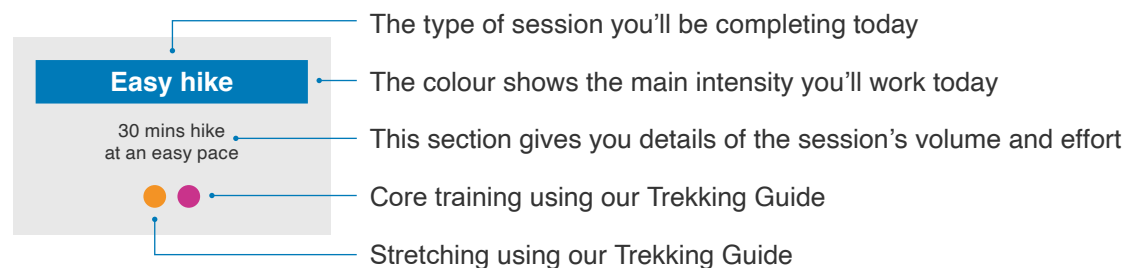 The type of session you’ll be completing today
Easy hike
The colour shows the main intensity you’ll work today
30 mins hike
at an easy pace
This section gives you details of the session’s volume and effort
Core training using our Trekking Guide
Stretching using our Trekking Guide